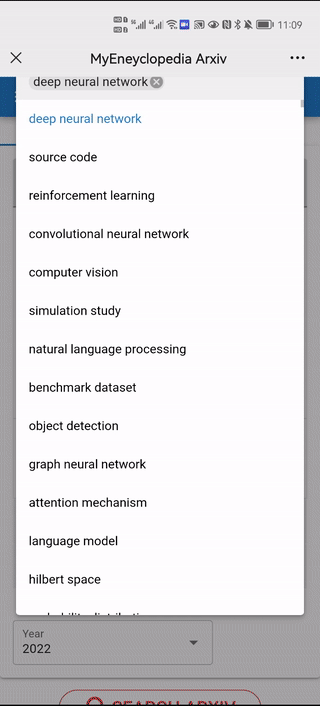 11:09
MyEneyclopedia Arxiv
deep neural network
deep neural network
source code
reinforcement learning
convolutional neural network
computer vision
simulation study
natural language processing
benchmark dataset
object detection
graph neural network
attention mechanism
language model
hilbert space
Year
2022
SEARCH ARXIV